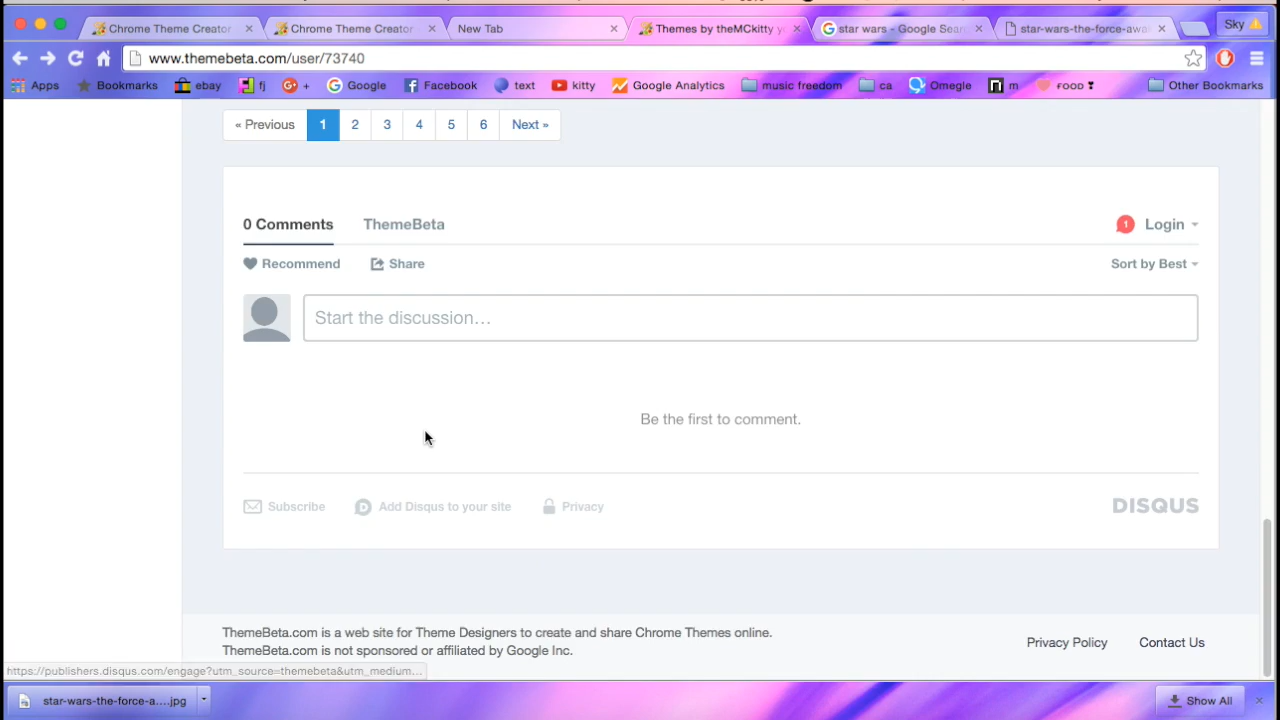 Chrome Theme Creator
Chrome Theme Creator
New Tab
Themes by theMCkitty
star wars - Google Sear
star-wars-the-force-awa
Sky
www.themebeta.com/user/73740
Apps
Bookmarks
ebay
fj
+
Google
Facebook
text
kitty
Google Analytics
music freedom
ca
Omegle
m
FOOD
Other Bookmarks
« Previous
1
2
3
4
5
6
Next »
0 Comments
ThemeBeta
1
Login
Recommend
Share
Sort by Best
Start the discussion…
Be the first to comment.
Subscribe
Add Disqus to your site
Privacy
DISQUS
ThemeBeta.com is a web site for Theme Designers to create and share Chrome Themes online.
ThemeBeta.com is not sponsored or affiliated by Google Inc.
Privacy Policy
Contact Us
https://publishers.disqus.com/engage?utm_source=themebeta&utm_medium...
star-wars-the-force-a....jpg
Show All